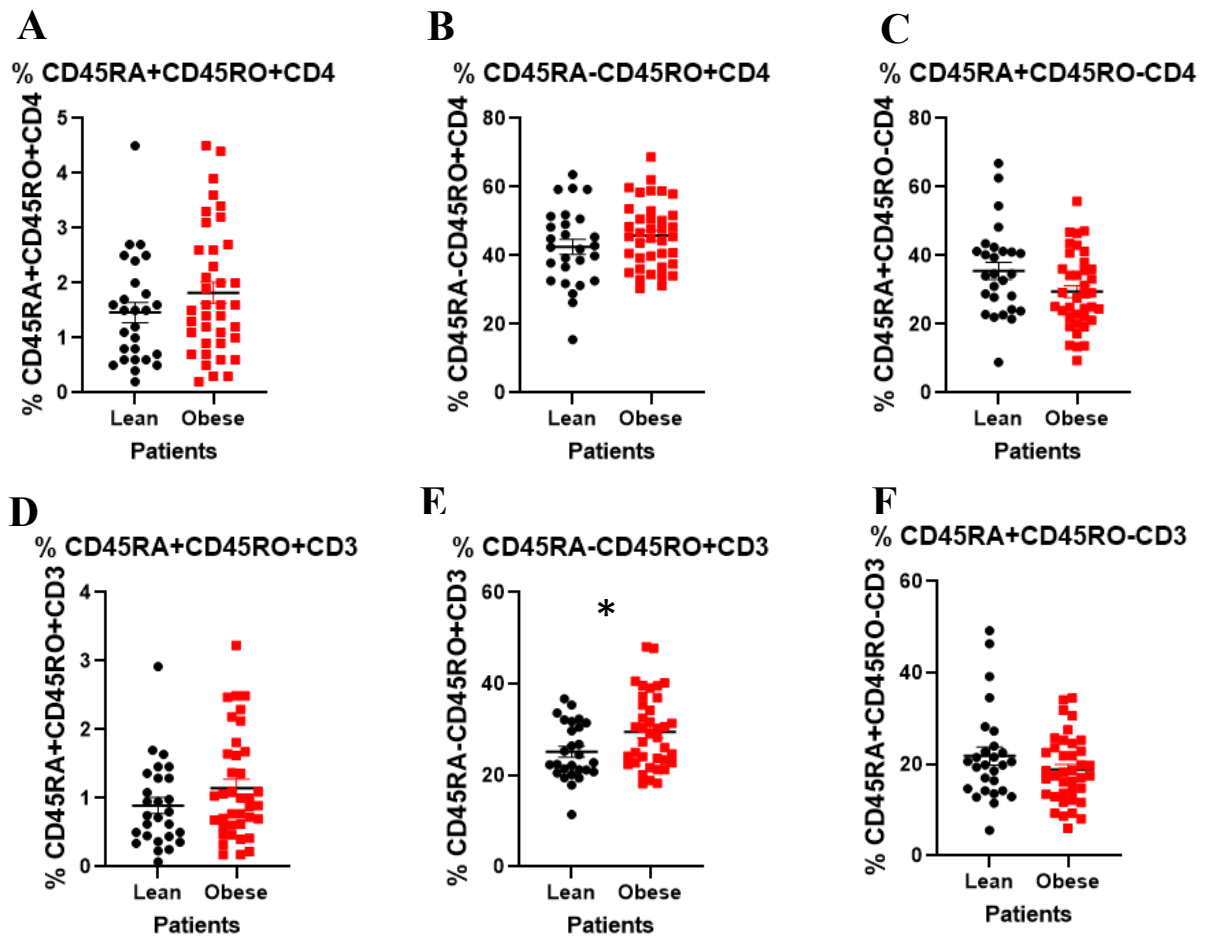 A
% CD45RA+CD45RO+CD4
% CD45RA+CD45RO+CD4
5
4
3
2
1
0
Lean Obese
Patients
B
% CD45RA-CD45RO+CD4
% CD45RA-CD45RO+CD4
80
60
40
20
0
Lean Obese
Patients
C
% CD45RA+CD45RO-CD4
% CD45RA+CD45RO-CD4
80
60
40
20
0
Lean Obese
Patients
D
% CD45RA+CD45RO+CD3
% CD45RA+CD45RO+CD3
4
3
2
1
0
Lean Obese
Patients
E
% CD45RA-CD45RO+CD3
% CD45RA-CD45RO+CD3
60
40
20
0
*
Lean Obese
Patients
F
% CD45RA+CD45RO-CD3
% CD45RA+CD45RO-CD3
60
40
20
0
Lean Obese
Patients